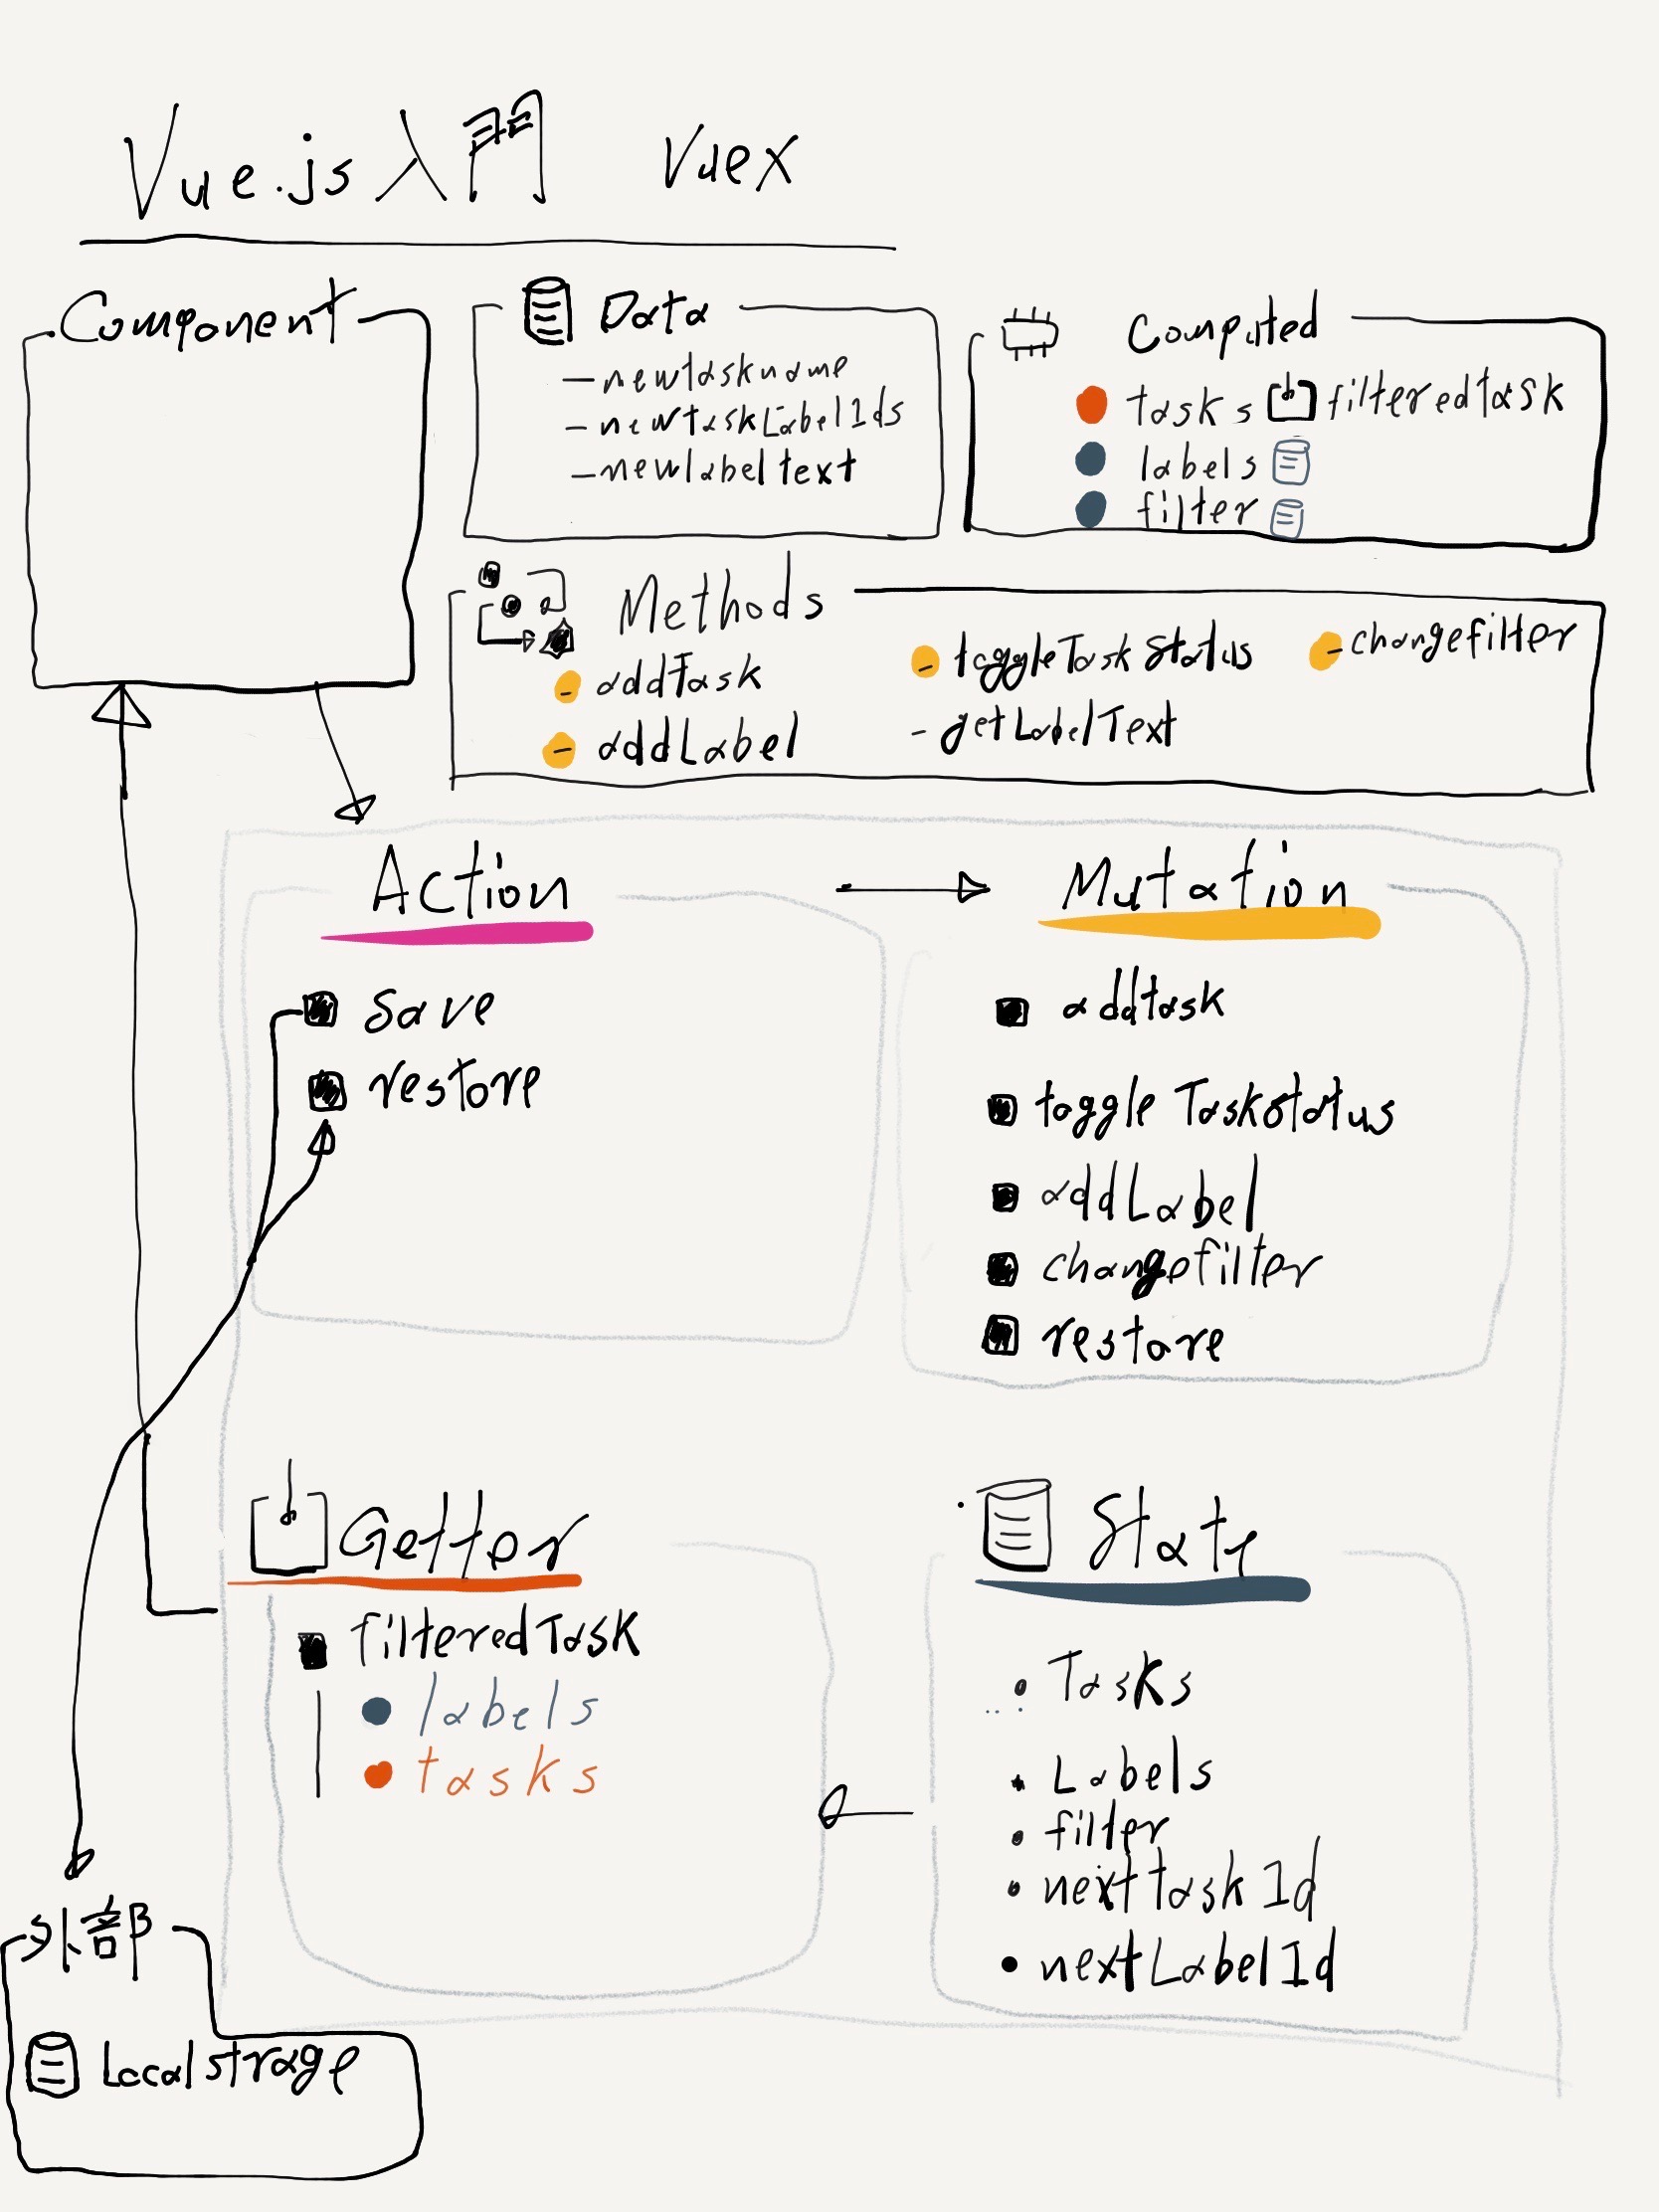 Vue.js入門 Vuex
Component
Data
- newtaskname
- newtaskLabelIds
- newlabeltext
Computed
tasks filteredtask
labels
filter
Methods
- addTask
- addLabel
- toggleTaskStatus
- getLabelText
- changefilter
Action
save
restore
Mutation
addtask
toggle TaskStatus
addLabel
changefilter
restore
Getter
filteredTask
labels
tasks
State
Tasks
Labels
filter
nextTaskId
nextLabelId
外部
Localstrage